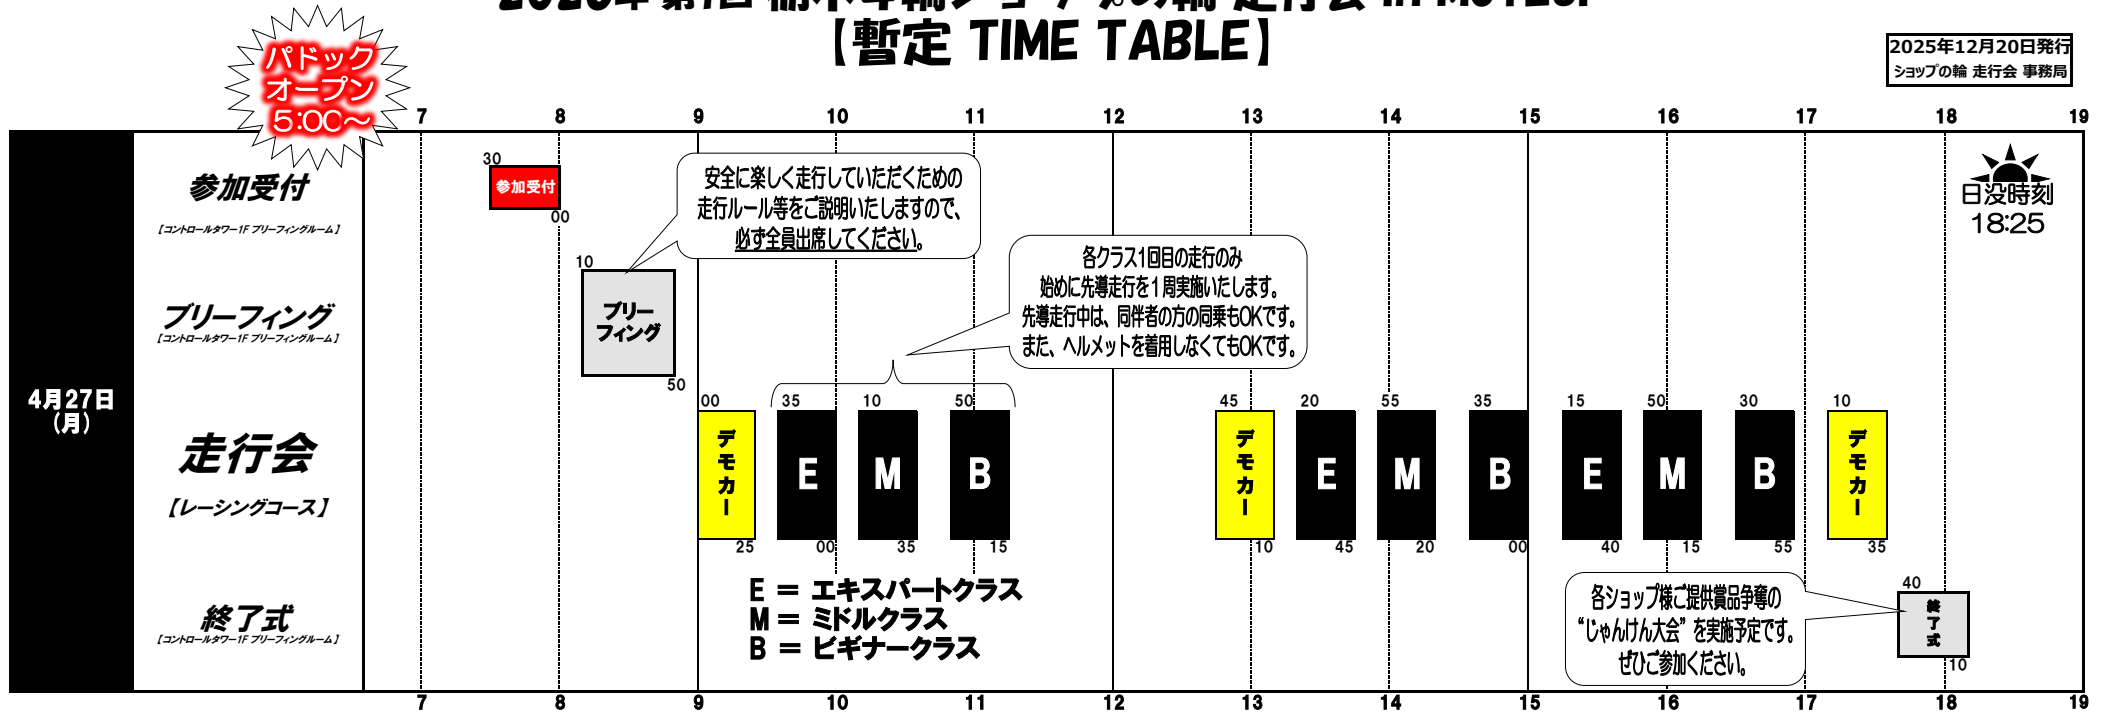 【暫定 TIME TABLE】
2025年12月20日発行
ショップの輪 走行会 事務局
パドック
オープン
5:00～
7 8 9 10 11 12 13 14 15 16 17 18 19
4月27日
(月)
参加受付
【コントロールタワー1F ブリーフィングルーム】
30
参加受付
00
安全に楽しく走行していただくための
走行ルール等をご説明いたしますので、
必ず全員出席してください。
日没時刻
18:25
ブリーフィング
【コントロールタワー1F ブリーフィングルーム】
10
ブリー
フィング
50
各クラス1回目の走行のみ
始めに先導走行を1周実施いたします。
先導走行中は、同伴者の方の同乗もOKです。
また、ヘルメットを着用しなくてもOKです。
走行会
【レーシングコース】
00 35 10 50 45 20 55 35 15 50 30 10
デモカー E M B デモカー E M B E M B デモカー
25 00 35 15 10 45 20 00 40 15 55 35
E = エキスパートクラス
M = ミドルクラス
B = ビギナークラス
終了式
【コントロールタワー1F ブリーフィングルーム】
各ショップ様ご提供賞品争奪の
“じゃんけん大会”を実施予定です。
ぜひご参加ください。
40
終了式
10
7 8 9 10 11 12 13 14 15 16 17 18 19